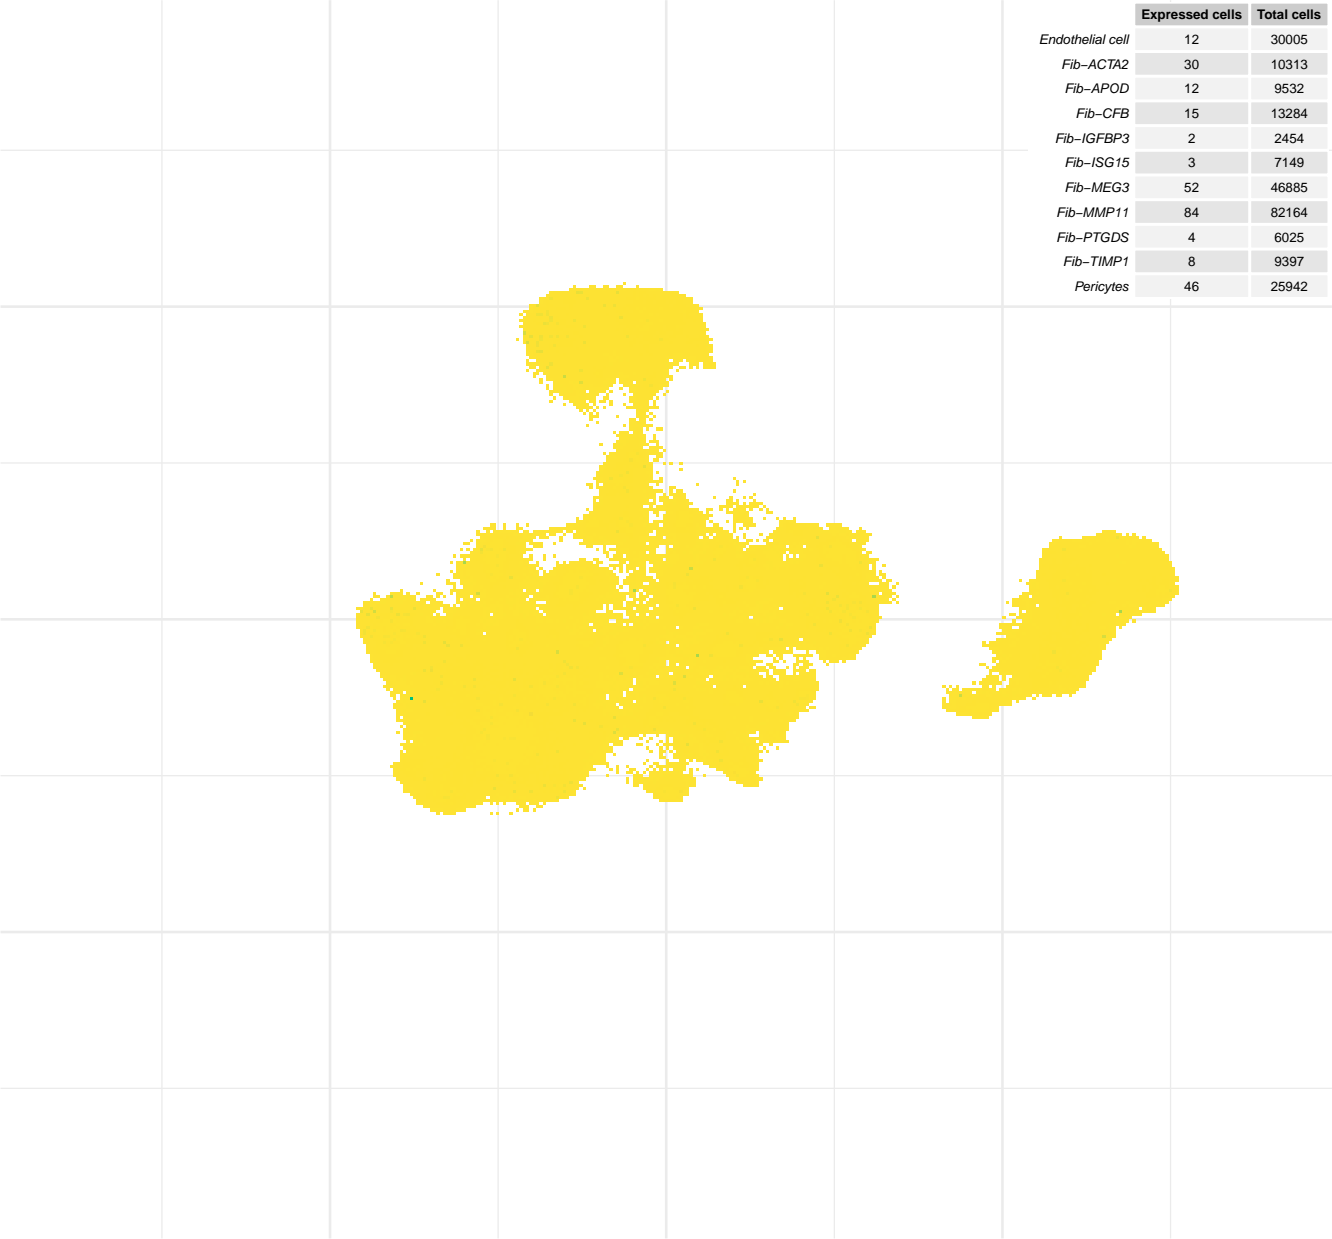 Expressed cells Total cells
Endothelial cell 12 30005
Fib−ACTA2 30 10313
Fib−APOD 12 9532
Fib−CFB 15 13284
Fib−IGFBP3 2 2454
Fib−ISG15 3 7149
Fib−MEG3 52 46885
Fib−MMP11 84 82164
Fib−PTGDS 4 6025
Fib−TIMP1 8 9397
Pericytes 46 25942